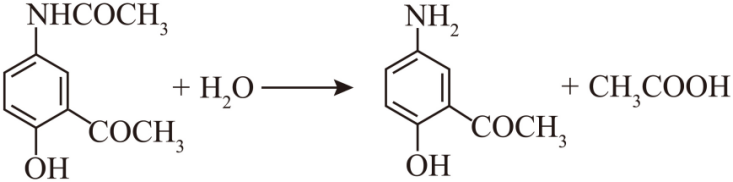 NHCOCH₃
COCH₃
OH
+ H₂O
NH₂
COCH₃
OH
+ CH₃COOH